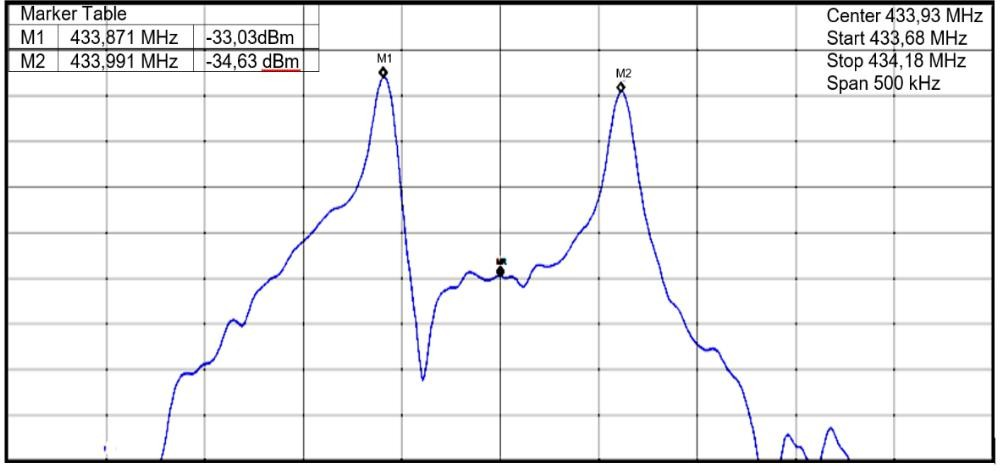 Marker Table
M1 433,871 MHz -33,03dBm
M2 433,991 MHz -34,63 dBm
Center 433,93 MHz
Start 433,68 MHz
Stop 434,18 MHz
Span 500 kHz
M1
M2
MR